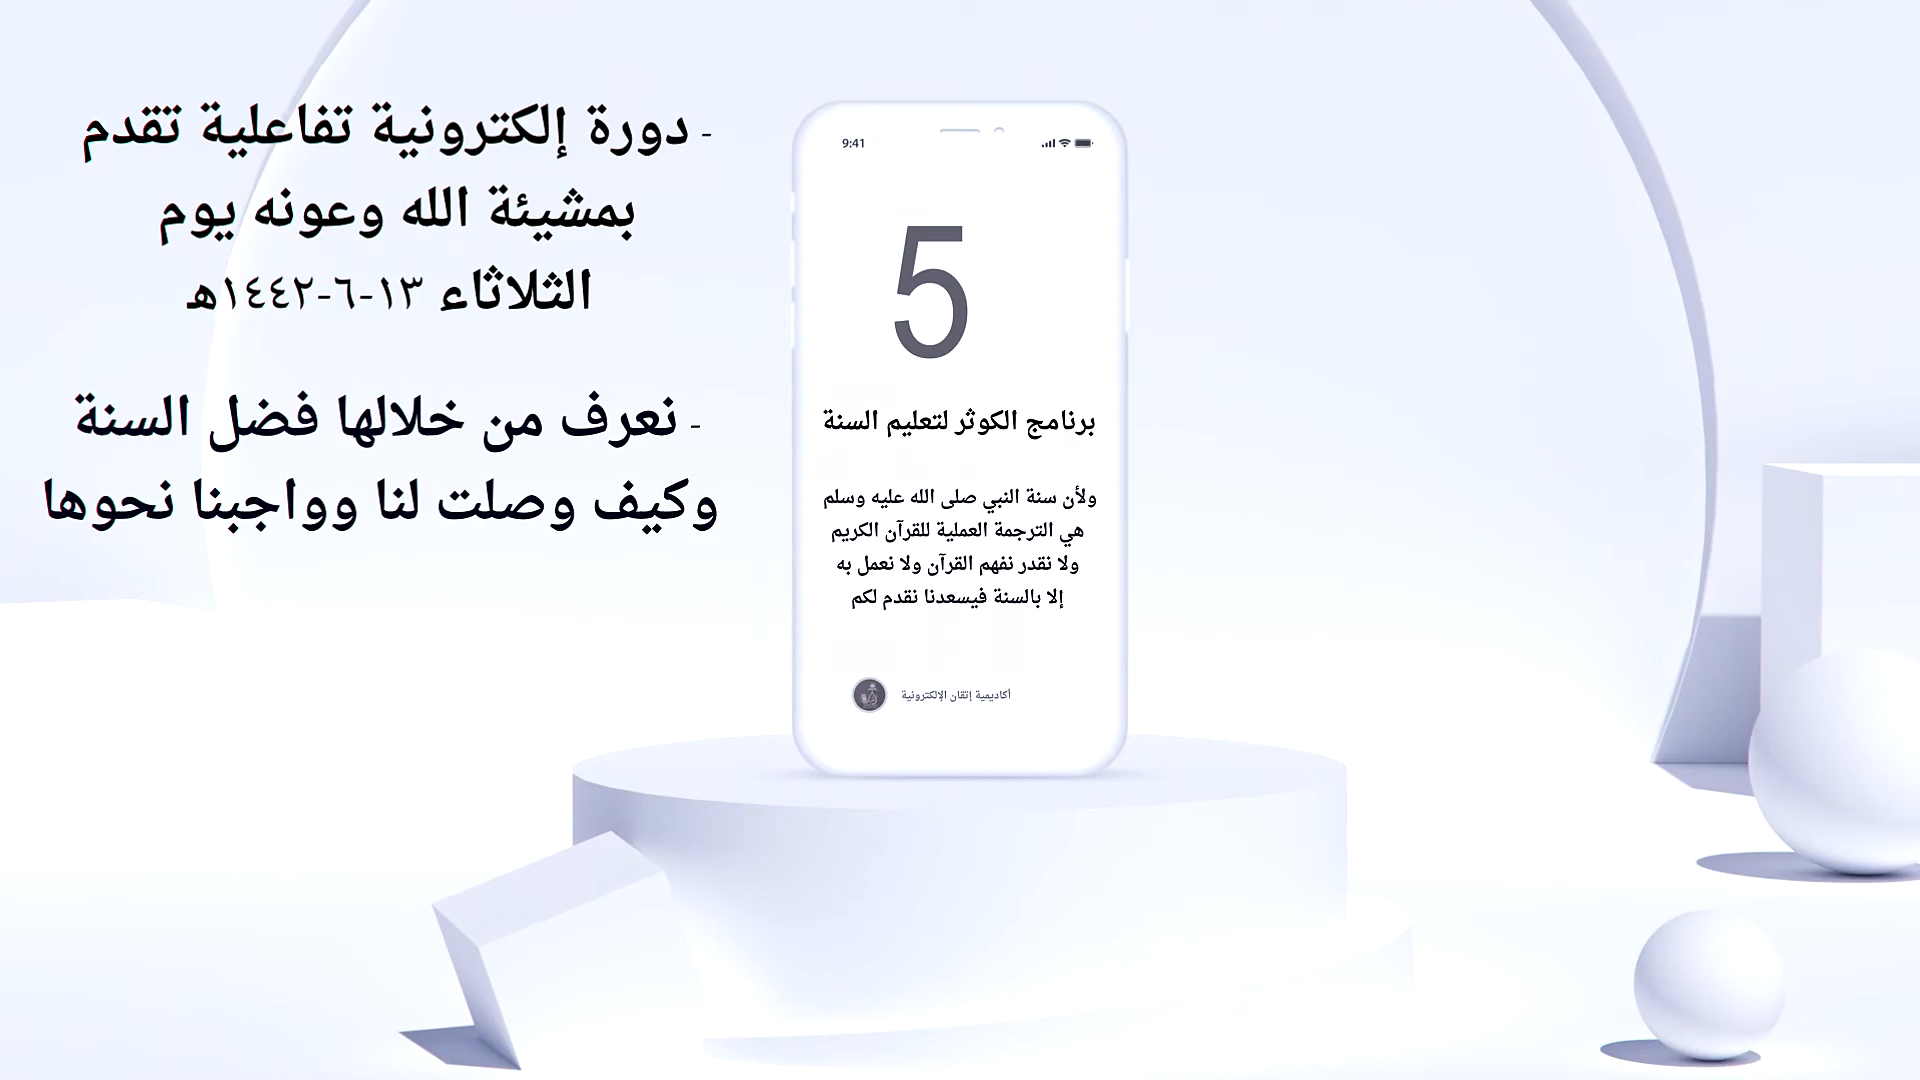 - دورة إلكترونية تفاعلية تقدم
بمشيئة الله وعونه يوم
الثلاثاء ١٣-٦-١٤٤٢هـ
- نعرف من خلالها فضل السنة
وكيف وصلت لنا وواجبنا نحوها
9:41
5
برنامج الكوثر لتعليم السنة
ولأن سنة النبي صلى الله عليه وسلم
هي الترجمة العملية للقرآن الكريم
ولا نقدر نفهم القرآن ولا نعمل به
إلا بالسنة فيسعدنا نقدم لكم
أكاديمية إتقان الإلكترونية